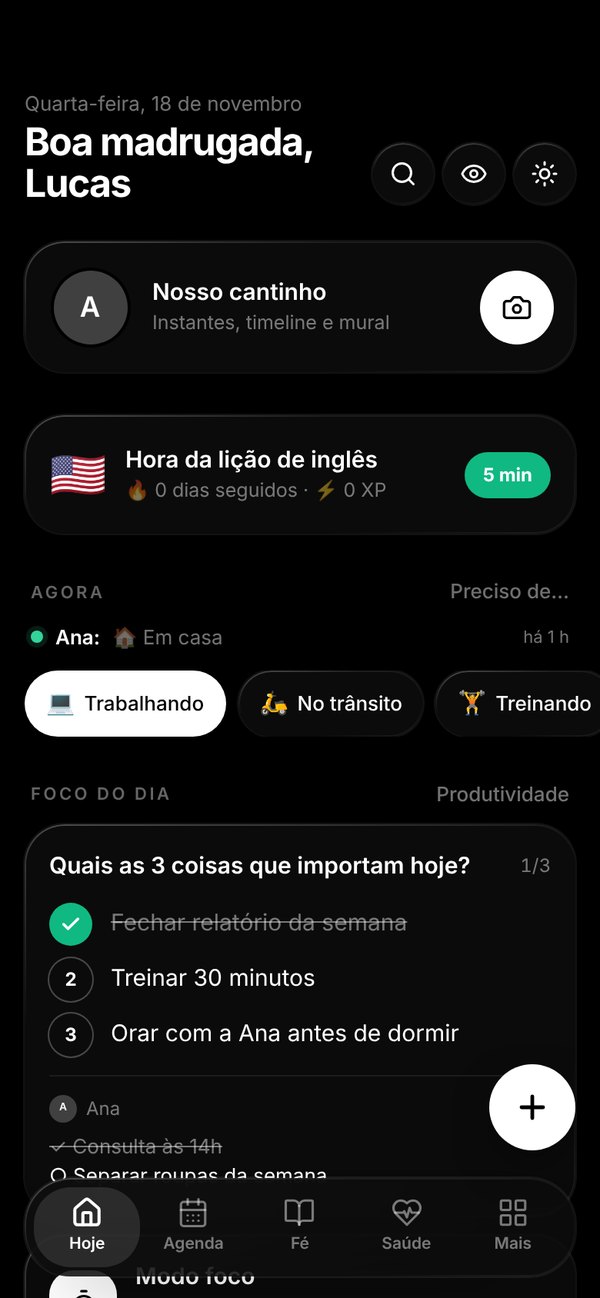 Quarta-feira, 18 de novembro
Boa madrugada,
Lucas
A
Nosso cantinho
Instantes, timeline e mural
Hora da lição de inglês
🔥 0 dias seguidos · ⚡ 0 XP
5 min
AGORA
Preciso de...
Ana: 🏠 Em casa
há 1 h
💻 Trabalhando
🛵 No trânsito
🏋️ Treinando
FOCO DO DIA
Produtividade
Quais as 3 coisas que importam hoje?
1/3
Fechar relatório da semana
2 Treinar 30 minutos
3 Orar com a Ana antes de dormir
A Ana
✓ Consulta às 14h
Separar roupas da semana
Hoje
Agenda
Fé
Saúde
Mais
Modo foco